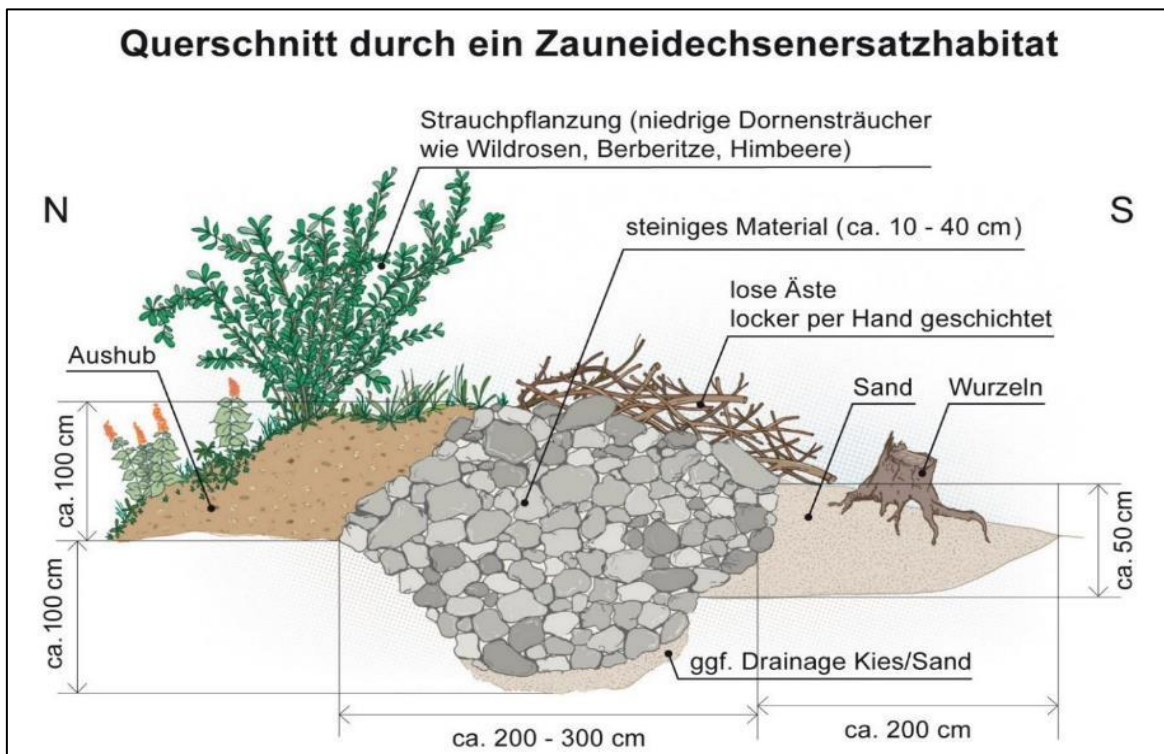 Querschnitt durch ein Zauneidechsenersatzhabitat
Strauchpflanzung (niedrige Dornensträucher
wie Wildrosen, Berberitze, Himbeere)
N
S
steiniges Material (ca. 10 - 40 cm)
lose Äste
locker per Hand geschichtet
Aushub
Sand
Wurzeln
ca. 100 cm
ca. 50 cm
ca. 100 cm
ggf. Drainage Kies/Sand
ca. 200 - 300 cm
ca. 200 cm